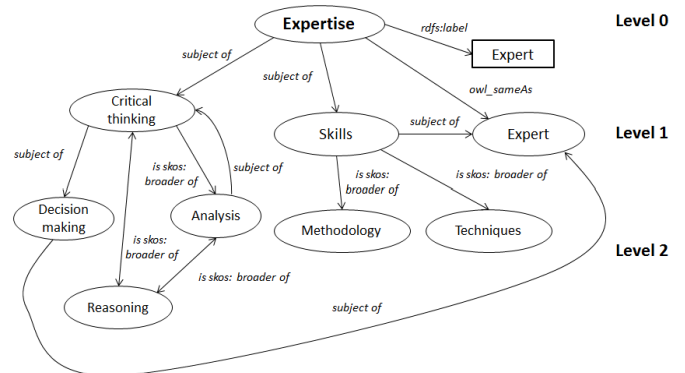 Expertise
rdfs:label
Level 0
subject of
subject of
Expert
owl_sameAs
Critical
thinking
Skills
subject of
Expert
Level 1
subject of
is skos:
broader of
subject of
is skos:
broader of
is skos: broader of
Decision
making
Analysis
Methodology
Techniques
is skos:
broader of
Level 2
is skos: broader of
Reasoning
subject of